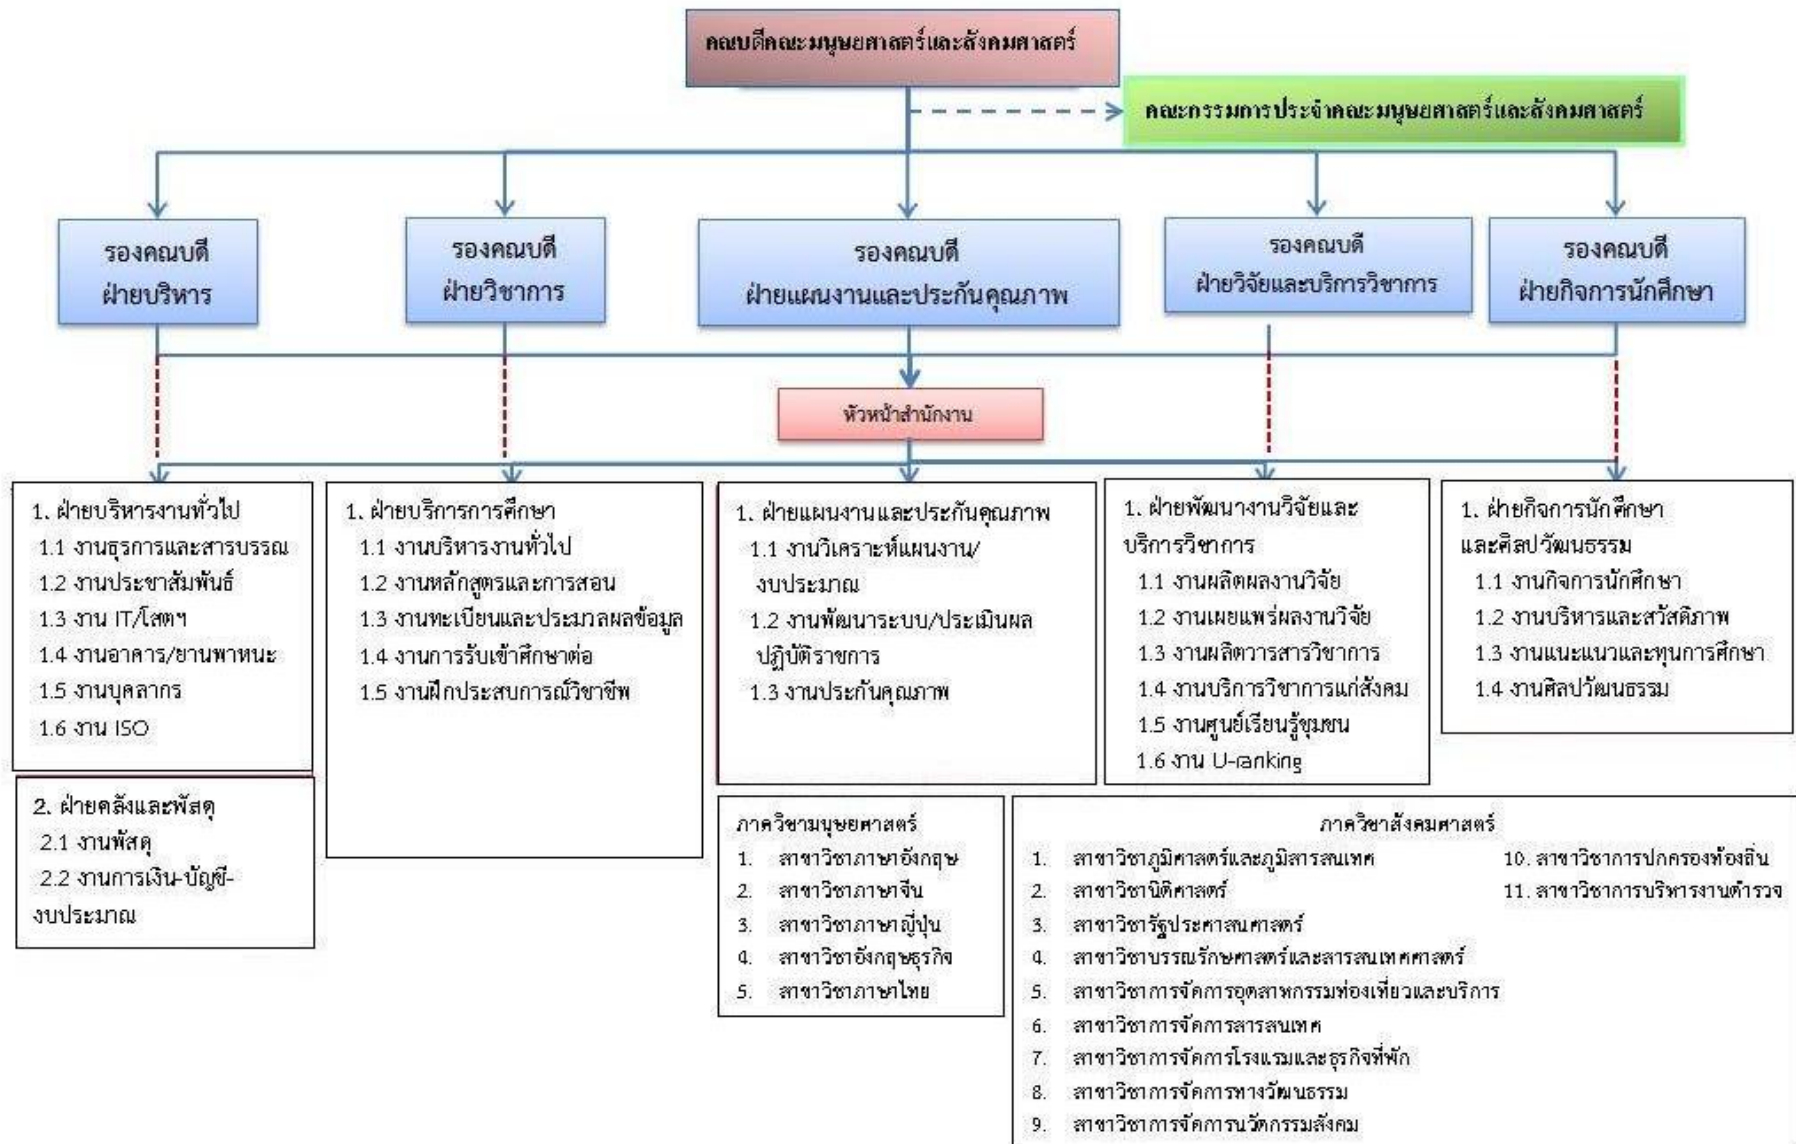 คณบดีคณะมนุษยศาสตร์และสังคมศาสตร์
คณะกรรมการประจำคณะมนุษยศาสตร์และสังคมศาสตร์
รองคณบดี
ฝ่ายบริหาร
รองคณบดี
ฝ่ายวิชาการ
รองคณบดี
ฝ่ายแผนงานและประกันคุณภาพ
รองคณบดี
ฝ่ายวิจัยและบริการวิชาการ
รองคณบดี
ฝ่ายกิจการนักศึกษา
หัวหน้าสำนักงาน
1. ฝ่ายบริหารงานทั่วไป
1.1 งานธุรการและสารบรรณ
1.2 งานประชาสัมพันธ์
1.3 งาน IT/โสตฯ
1.4 งานอาคาร/ยานพาหนะ
1.5 งานบุคลากร
1.6 งาน ISO
2. ฝ่ายคลังและพัสดุ
2.1 งานพัสดุ
2.2 งานการเงิน-บัญชี-
งบประมาณ
1. ฝ่ายบริการการศึกษา
1.1 งานบริหารงานทั่วไป
1.2 งานหลักสูตรและการสอน
1.3 งานทะเบียนและประมวลผลข้อมูล
1.4 งานการรับเข้าศึกษาต่อ
1.5 งานฝึกประสบการณ์วิชาชีพ
1. ฝ่ายแผนงานและประกันคุณภาพ
1.1 งานวิเคราะห์แผนงาน/
งบประมาณ
1.2 งานพัฒนาระบบ/ประเมินผล
ปฏิบัติราชการ
1.3 งานประกันคุณภาพ
1. ฝ่ายพัฒนางานวิจัยและ
บริการวิชาการ
1.1 งานผลิตผลงานวิจัย
1.2 งานเผยแพร่ผลงานวิจัย
1.3 งานผลิตวารสารวิชาการ
1.4 งานบริการวิชาการแก่สังคม
1.5 งานศูนย์เรียนรู้ชุมชน
1.6 งาน U-ranking
1. ฝ่ายกิจการนักศึกษา
และศิลปวัฒนธรรม
1.1 งานกิจการนักศึกษา
1.2 งานบริหารและสวัสดิภาพ
1.3 งานแนะแนวและทุนการศึกษา
1.4 งานศิลปวัฒนธรรม
ภาควิชามนุษยศาสตร์
1. สาขาวิชาภาษาอังกฤษ
2. สาขาวิชาภาษาจีน
3. สาขาวิชาภาษาญี่ปุ่น
4. สาขาวิชาอังกฤษธุรกิจ
5. สาขาวิชาภาษาไทย
ภาควิชาสังคมศาสตร์
1. สาขาวิชาภูมิศาสตร์และภูมิสารสนเทศ
2. สาขาวิชานิติศาสตร์
3. สาขาวิชารัฐประศาสนศาสตร์
4. สาขาวิชาบรรณรักษศาสตร์และสารสนเทศศาสตร์
5. สาขาวิชาการจัดการอุตสาหกรรมท่องเที่ยวและบริการ
6. สาขาวิชาการจัดการสารสนเทศ
7. สาขาวิชาการจัดการโรงแรมและธุรกิจที่พัก
8. สาขาวิชาการจัดการทางวัฒนธรรม
9. สาขาวิชาการจัดการนวัตกรรมสังคม
10. สาขาวิชาการปกครองท้องถิ่น
11. สาขาวิชาการบริหารงานตำรวจ